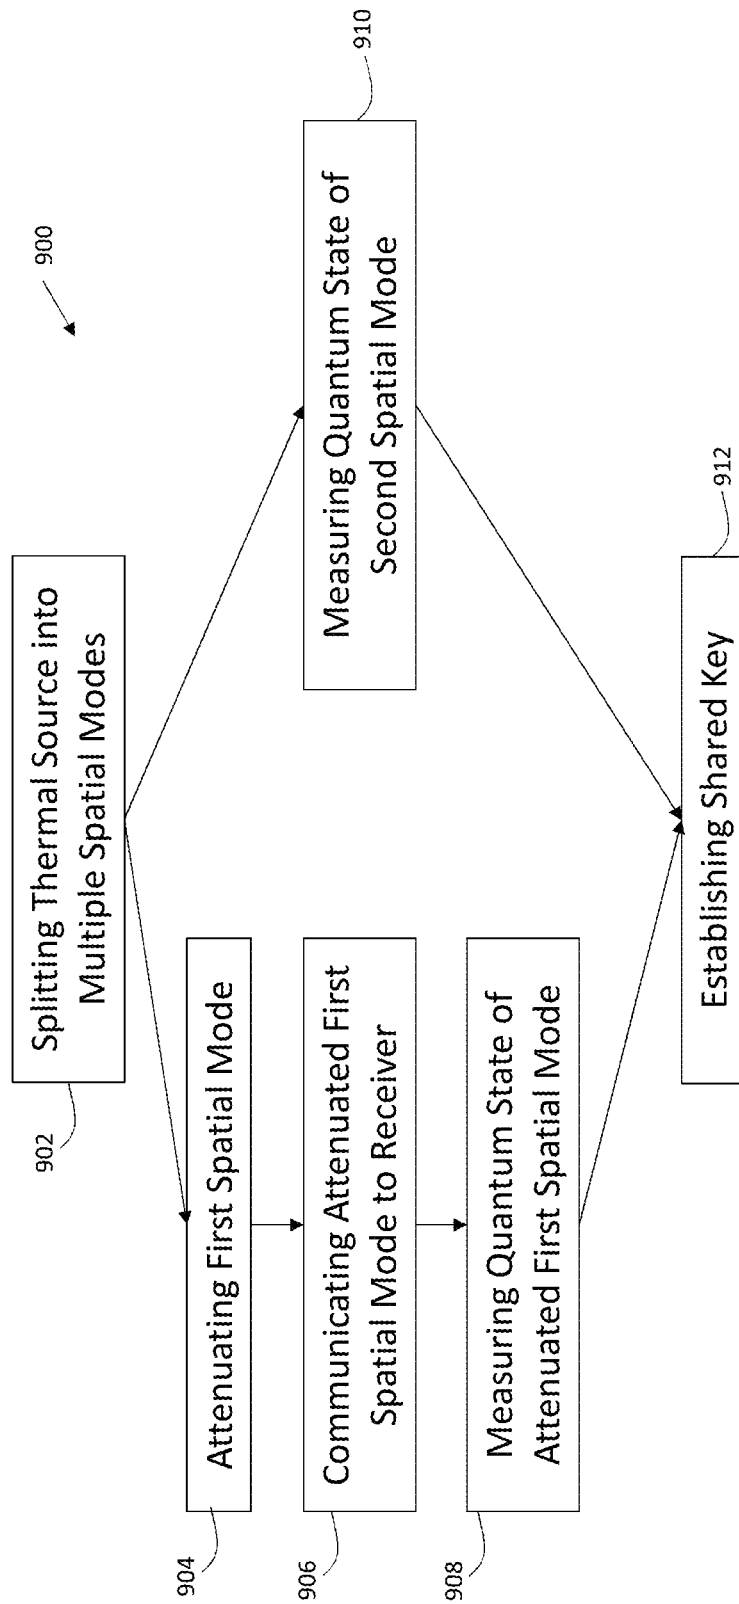 900
902
Splitting Thermal Source into
Multiple Spatial Modes
904
Attenuating First Spatial Mode
906
Communicating Attenuated First
Spatial Mode to Receiver
908
Measuring Quantum State of
Attenuated First Spatial Mode
910
Measuring Quantum State of
Second Spatial Mode
912
Establishing Shared Key